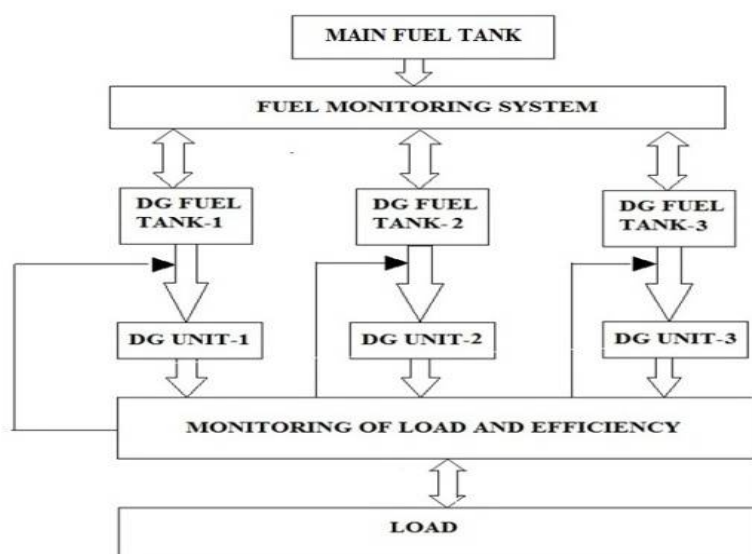 MAIN FUEL TANK
FUEL MONITORING SYSTEM
DG FUEL
TANK-1
DG FUEL
TANK-2
DG FUEL
TANK-3
DG UNIT-1
DG UNIT-2
DG UNIT-3
MONITORING OF LOAD AND EFFICIENCY
LOAD